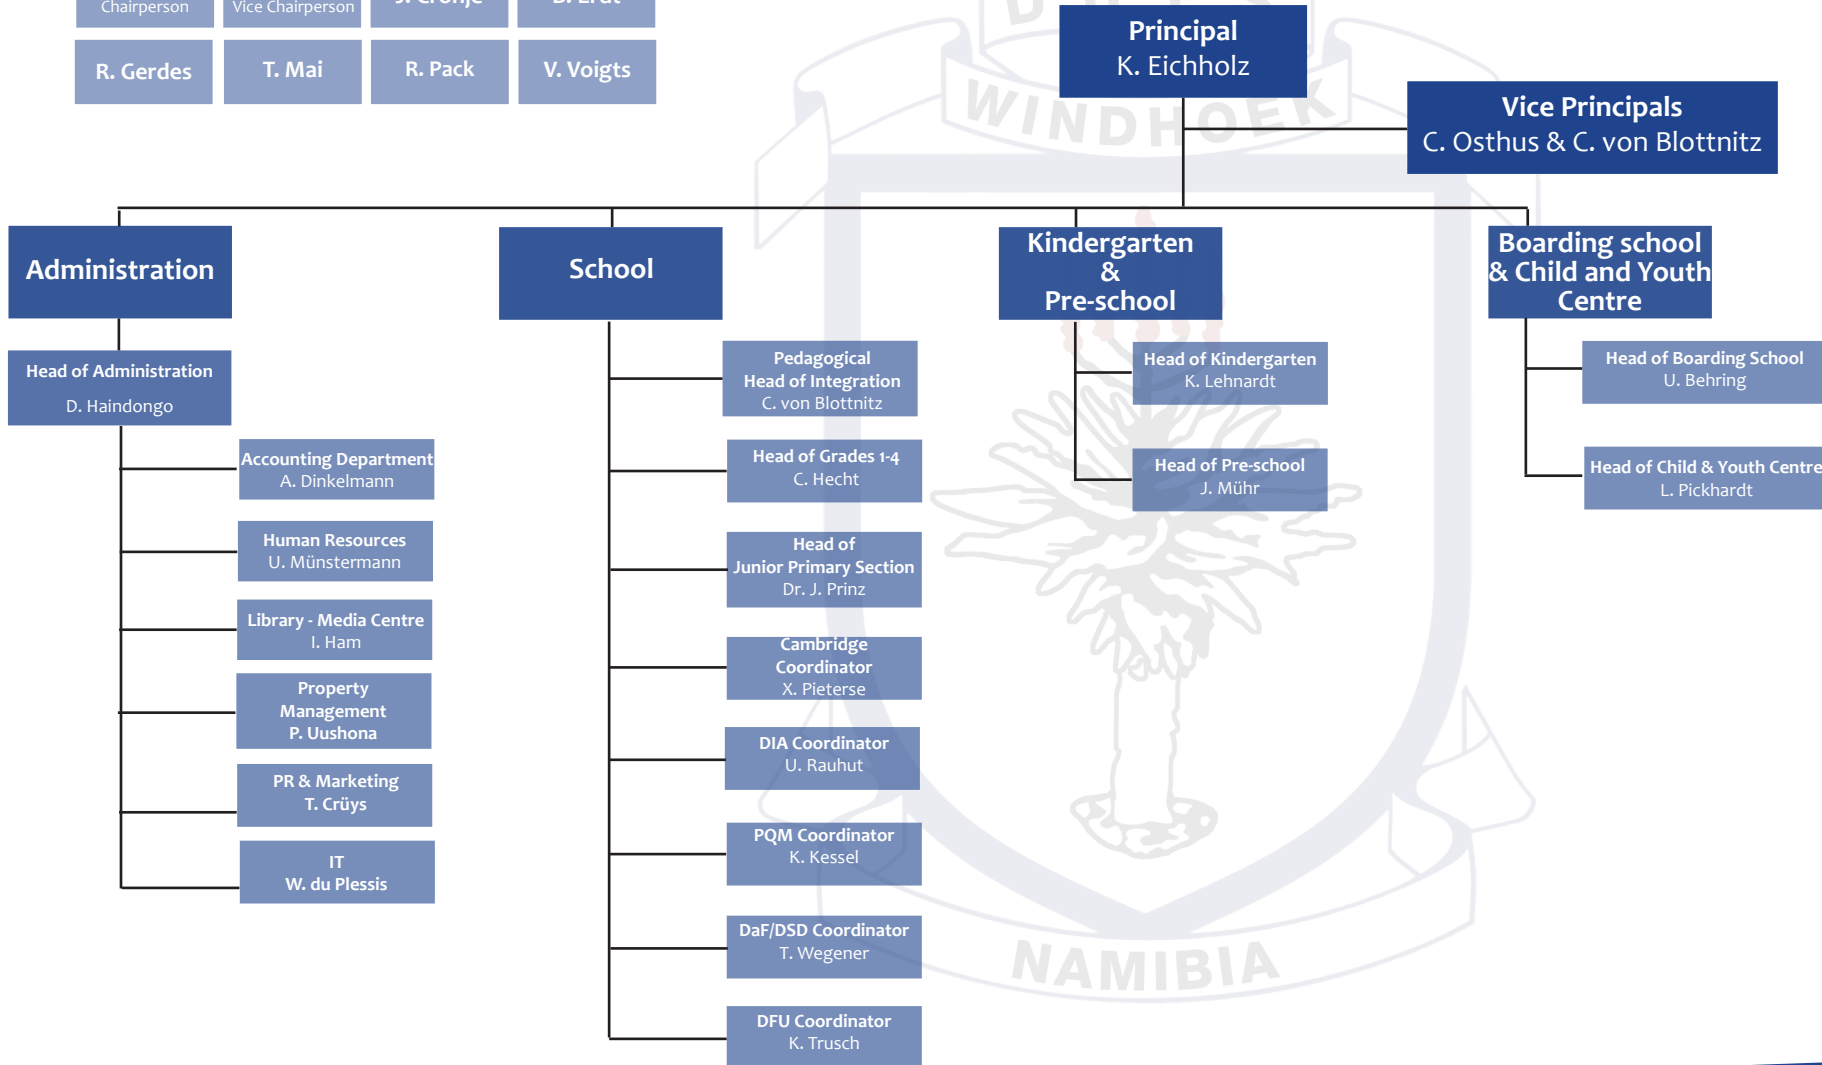 Chairperson
Vice Chairperson
J. Cronje
B. Erdt
R. Gerdes
T. Mai
R. Pack
V. Voigts
Principal
K. Eichholz
Vice Principals
C. Osthus & C. von Blottnitz
WINDHOEK
Administration
Head of Administration
D. Haindongo
Accounting Department
A. Dinkelmann
Human Resources
U. Münstermann
Library - Media Centre
I. Ham
Property
Management
P. Uushona
PR & Marketing
T. Crüys
IT
W. du Plessis
School
Pedagogical
Head of Integration
C. von Blottnitz
Head of Grades 1-4
C. Hecht
Head of
Junior Primary Section
Dr. J. Prinz
Cambridge
Coordinator
X. Pieterse
DIA Coordinator
U. Rauhut
PQM Coordinator
K. Kessel
DaF/DSD Coordinator
T. Wegener
DFU Coordinator
K. Trusch
Kindergarten
&
Pre-school
Head of Kindergarten
K. Lehnardt
Head of Pre-school
J. Mühr
Boarding school
& Child and Youth
Centre
Head of Boarding School
U. Behring
Head of Child & Youth Centre
L. Pickhardt
NAMIBIA